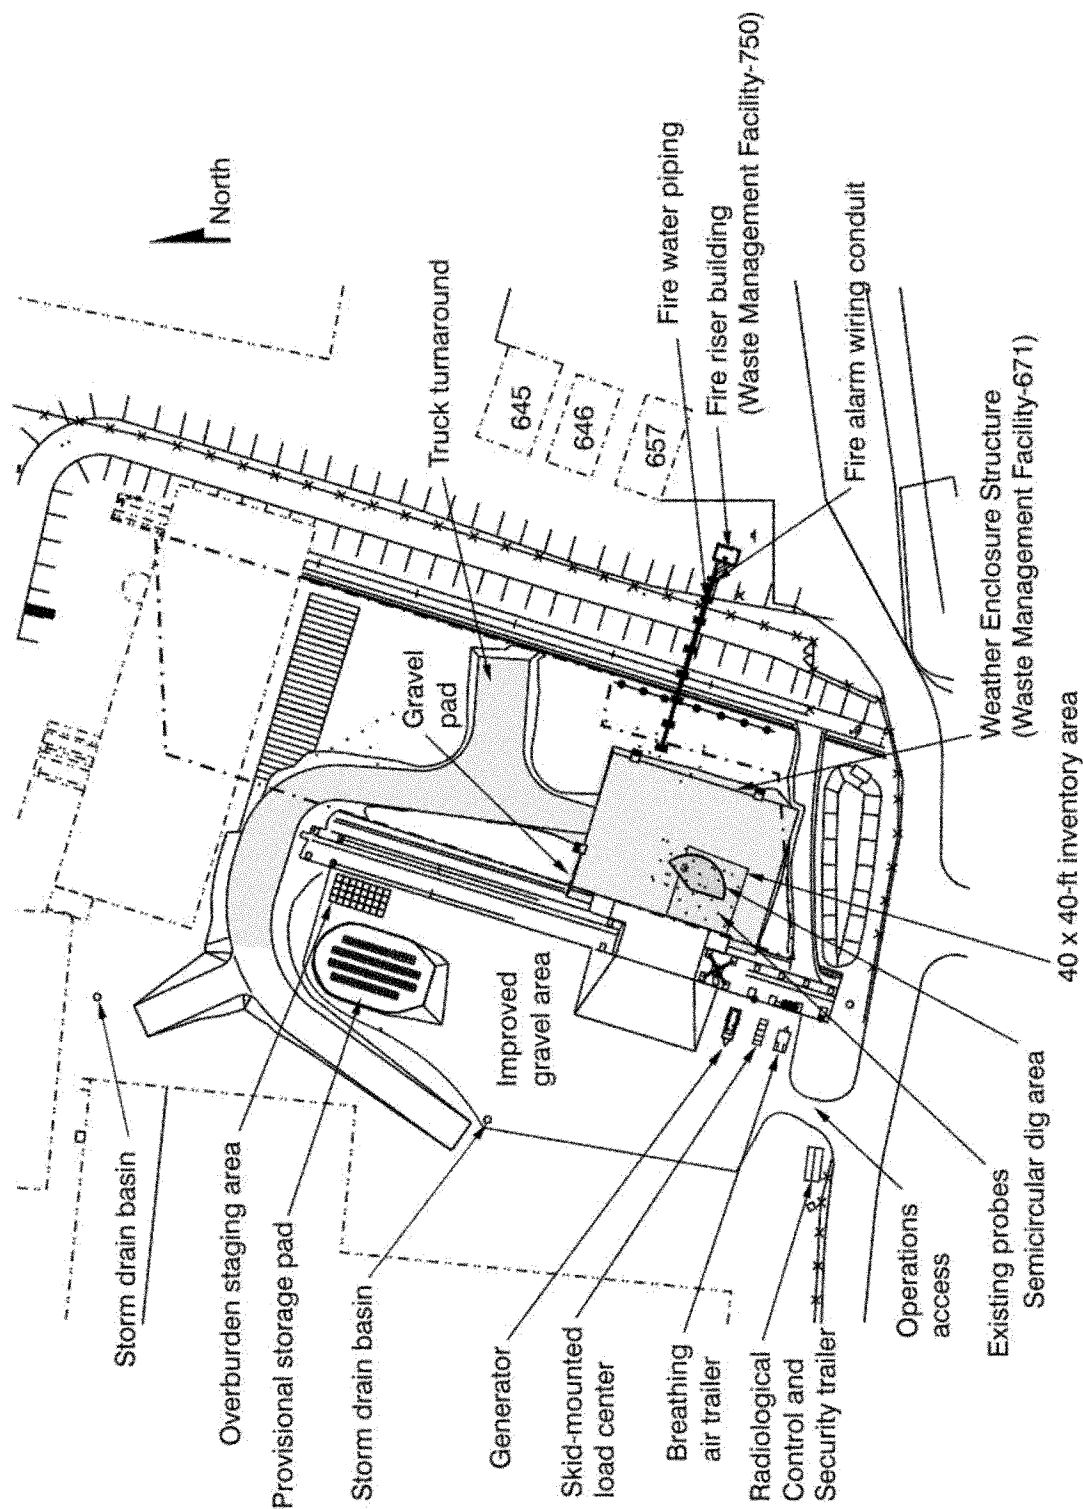 North
Truck turnaround
Gravel
pad
645
646
657
Fire water piping
Fire riser building
(Waste Management Facility-750)
Fire alarm wiring conduit
Weather Enclosure Structure
(Waste Management Facility-671)
40 x 40-ft inventory area
Storm drain basin
Overburden staging area
Provisional storage pad
Storm drain basin
Improved
gravel area
Generator
Skid-mounted
load center
Breathing
air trailer
Radiological
Control and
Security trailer
Operations
access
Existing probes
Semicircular dig area